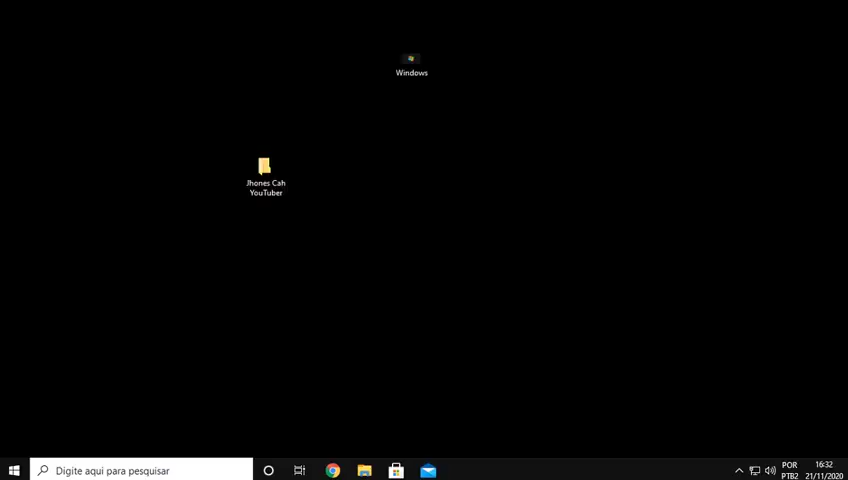 Windows
Jhones Cah
YouTuber
Digite aqui para pesquisar
POR
PTB2
16:32
21/11/2020